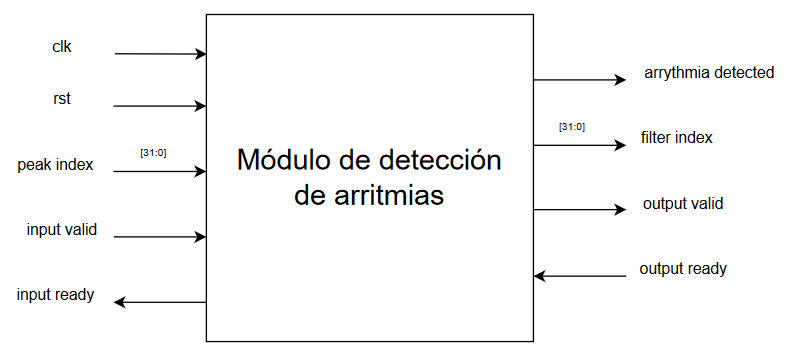 clk
rst
peak index
[31:0]
input valid
input ready
Módulo de detección
de arritmias
arrythmia detected
[31:0]
filter index
output valid
output ready